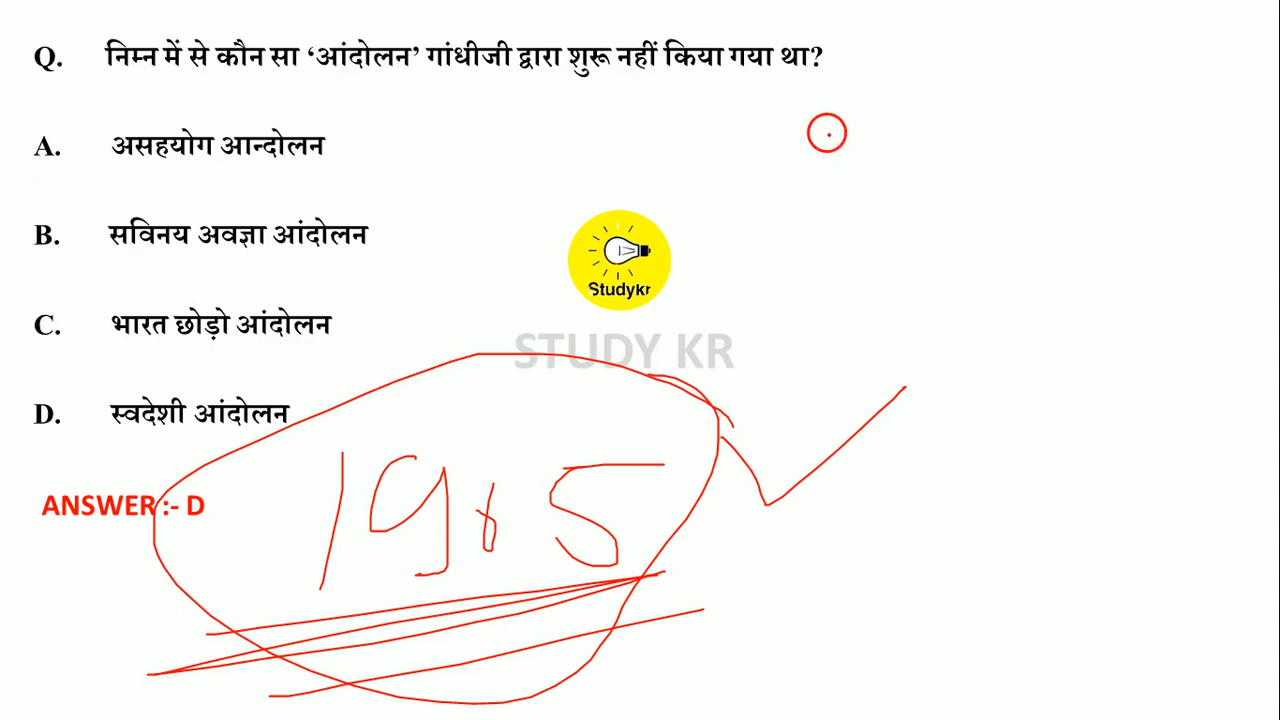 Q. निम्न में से कौन सा ‘आंदोलन’ गांधीजी द्वारा शुरू नहीं किया गया था?
A. असहयोग आन्दोलन
B. सविनय अवज्ञा आंदोलन
Studykr
C. भारत छोड़ो आंदोलन
STUDY KR
D. स्वदेशी आंदोलन
ANSWER :- D
1905